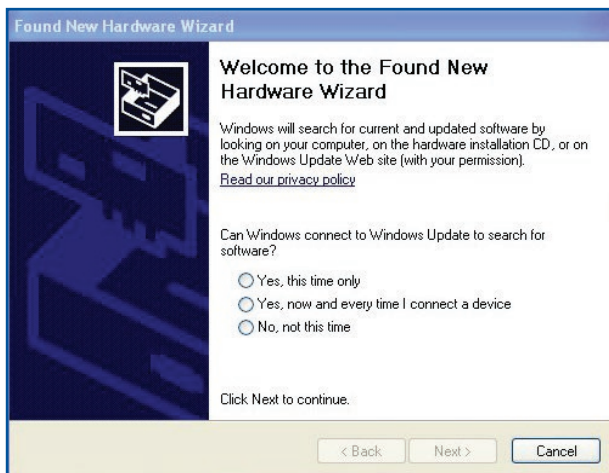 Found New Hardware Wizard
Welcome to the Found New
Hardware Wizard
Windows will search for current and updated software by
looking on your computer, on the hardware installation CD, or on
the Windows Update Web site (with your permission).
Read our privacy policy
Can Windows connect to Windows Update to search for
software?
Yes, this time only
Yes, now and every time I connect a device
No, not this time
Click Next to continue.
< Back Next > Cancel